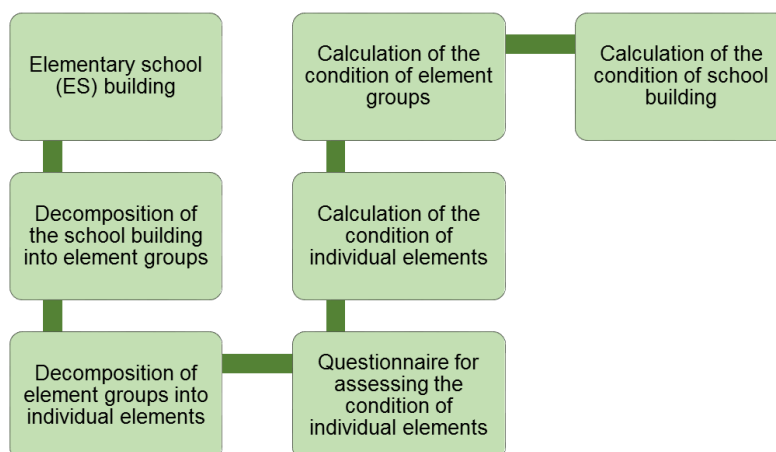 Elementary school
(ES) building
Decomposition of
the school building
into element groups
Decomposition of
element groups into
individual elements
Questionnaire for
assessing the
condition of
individual elements
Calculation of the
condition of
individual elements
Calculation of the
condition of element
groups
Calculation of the
condition of school
building